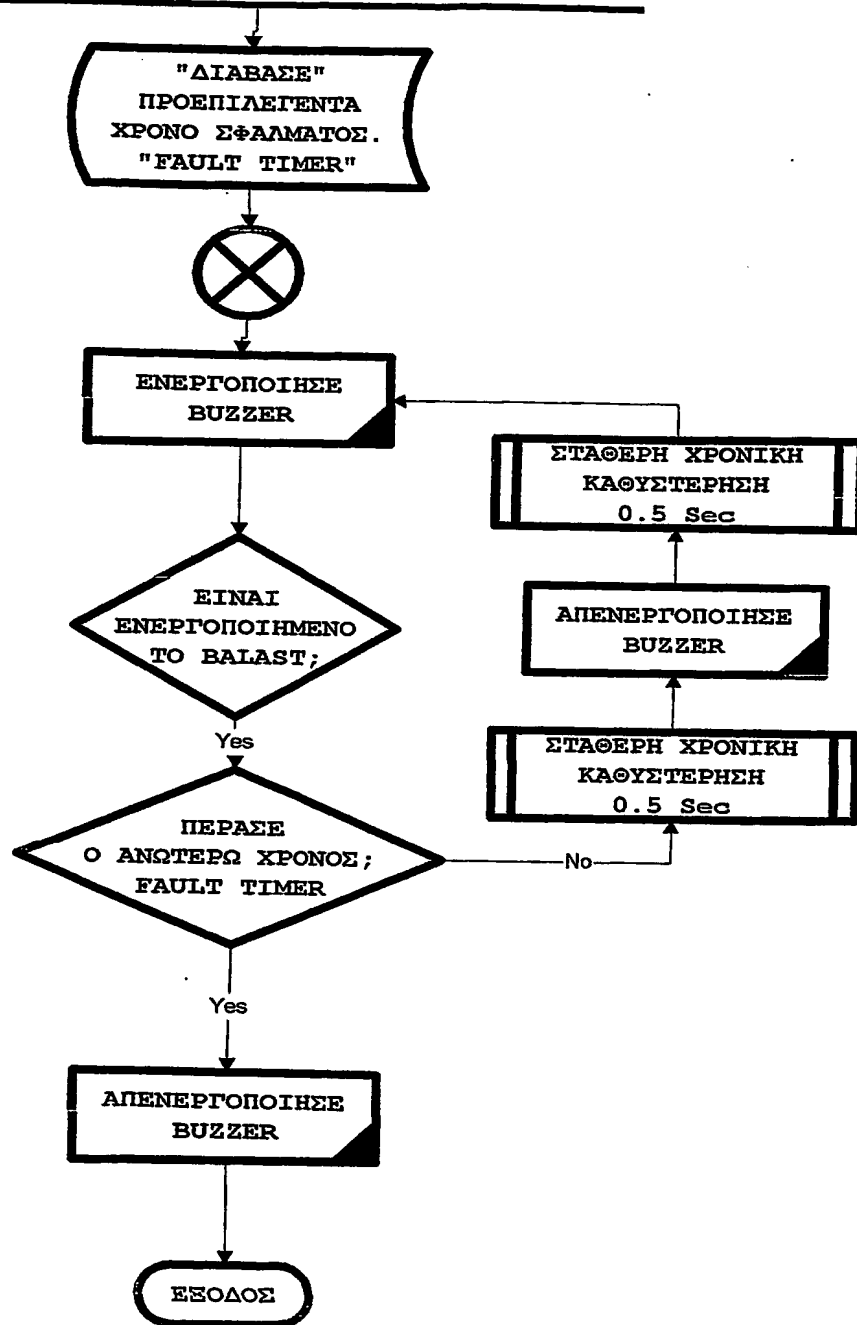 "ΔΙΑΒΑΣΕ"
ΠΡΟΕΠΙΛΕΓΕΝΤΑ
ΧΡΟΝΟ ΣΦΑΛΜΑΤΟΣ.
"FAULT TIMER"
ΕΝΕΡΓΟΠΟΙΗΣΕ
BUZZER
ΕΙΝΑΙ
ΕΝΕΡΓΟΠΟΙΗΜΕΝΟ
ΤΟ BALAST;
Yes
ΠΕΡΑΣΕ
Ο ΑΝΩΤΕΡΩ ΧΡΟΝΟΣ;
FAULT TIMER
No
ΣΤΑΘΕΡΗ ΧΡΟΝΙΚΗ
ΚΑΘΥΣΤΕΡΗΣΗ
0.5 Sec
ΑΠΕΝΕΡΓΟΠΟΙΗΣΕ
BUZZER
ΣΤΑΘΕΡΗ ΧΡΟΝΙΚΗ
ΚΑΘΥΣΤΕΡΗΣΗ
0.5 Sec
Yes
ΑΠΕΝΕΡΓΟΠΟΙΗΣΕ
BUZZER
ΕΞΟΔΟΣ